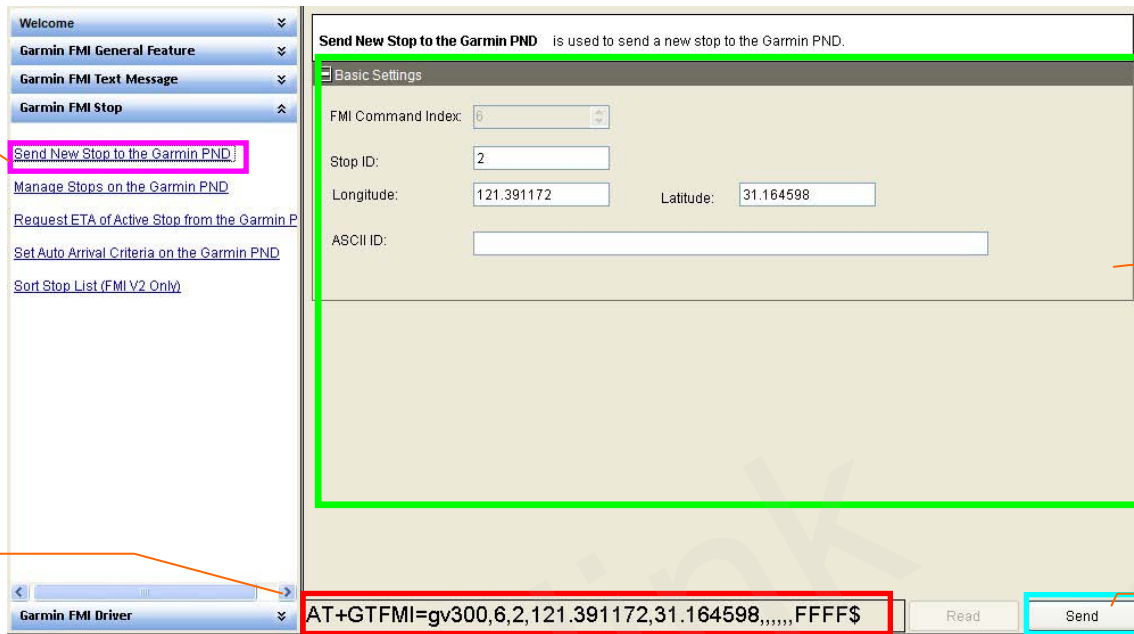 Welcome
Garmin FMI General Feature
Garmin FMI Text Message
Garmin FMI Stop
Send New Stop to the Garmin PND
Manage Stops on the Garmin PND
Request ETA of Active Stop from the Garmin P
Set Auto Arrival Criteria on the Garmin PND
Sort Stop List (FMI V2 Only)
Garmin FMI Driver
Send New Stop to the Garmin PND is used to send a new stop to the Garmin PND.
Basic Settings
FMI Command Index: 6
Stop ID: 2
Longitude: 121.391172 Latitude: 31.164598
ASCII ID:
AT+GTFMI=gv300,6,2,121.391172,31.164598,,,,,,FFFF$ Read Send